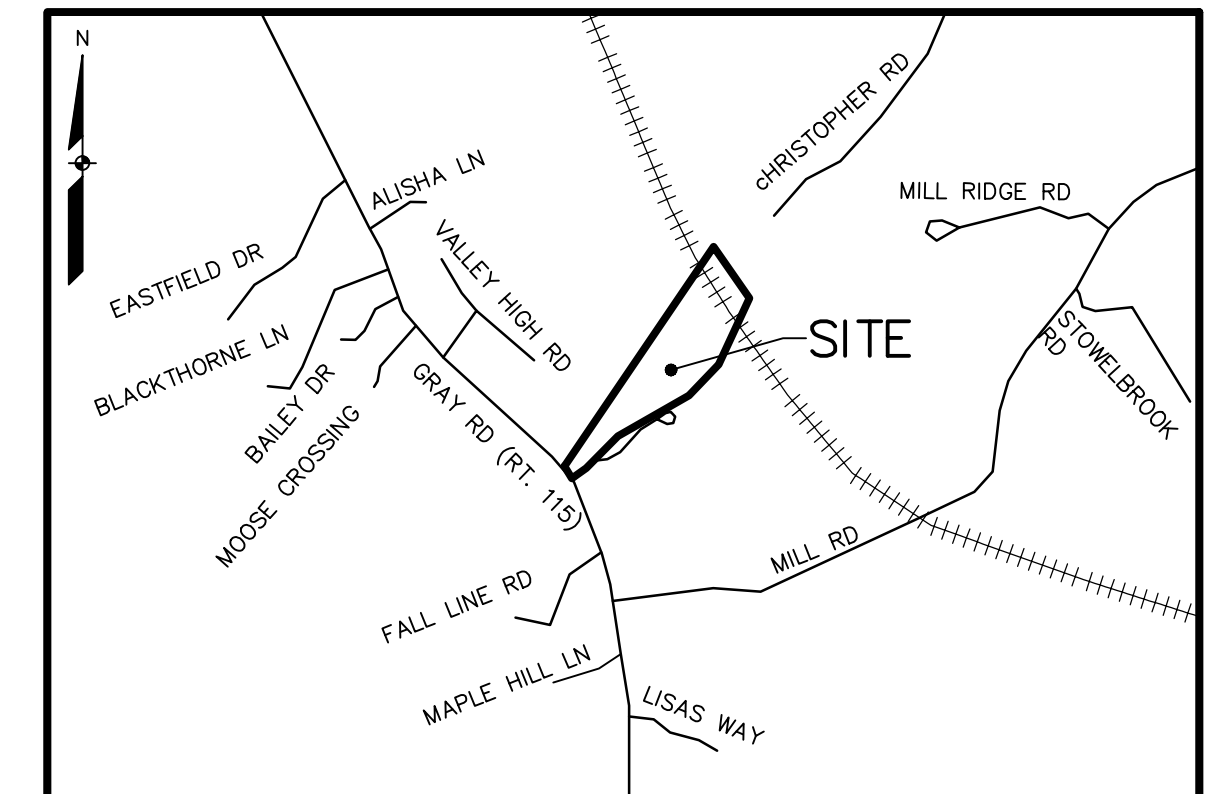 N
cHRISTOPHER RD
ALISHA LN
MILL RIDGE RD
EASTFIELD DR
VALLEY HIGH RD
SITE
STOWELBROOK
RD
BLACKTHORNE LN
BAILEY DR
MOOSE CROSSING
GRAY RD (RT. 115)
MILL RD
FALL LINE RD
MAPLE HILL LN
LISAS WAY